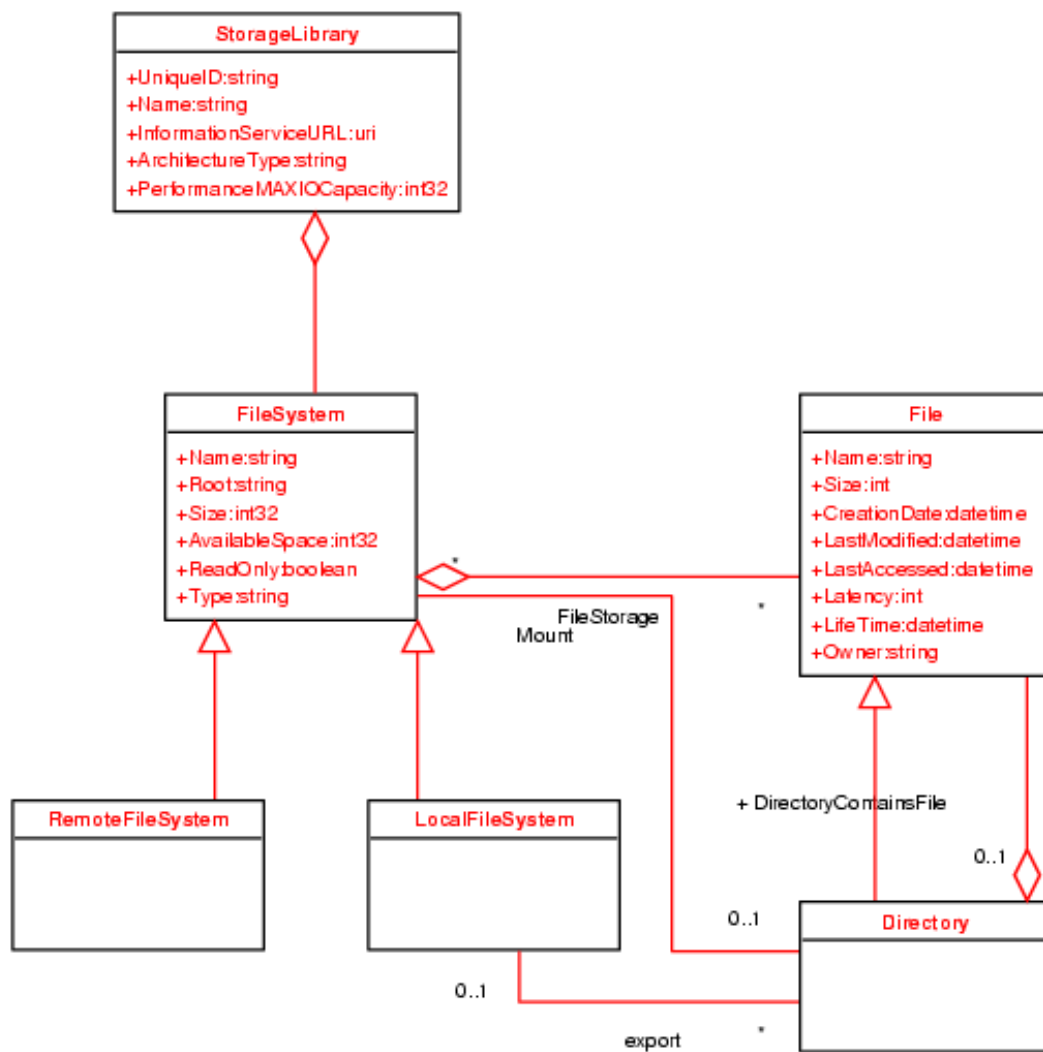 StorageLibrary
+UniqueID:string
+Name:string
+InformationServiceURL:uri
+ArchitectureType:string
+PerformanceMAXIOCapacity:int32
FileSystem
+Name:string
+Root:string
+Size:int32
+AvailableSpace:int32
+ReadOnly:boolean
+Type:string
File
+Name:string
+Size:int
+CreationDate:datetime
+LastModified:datetime
+LastAccessed:datetime
+Latency:int
+LifeTime:datetime
+Owner:string
*
*
FileStorage
Mount
RemoteFileSystem
LocalFileSystem
+ DirectoryComainsFile
0..1
0..1
Directory
0..1
*
export